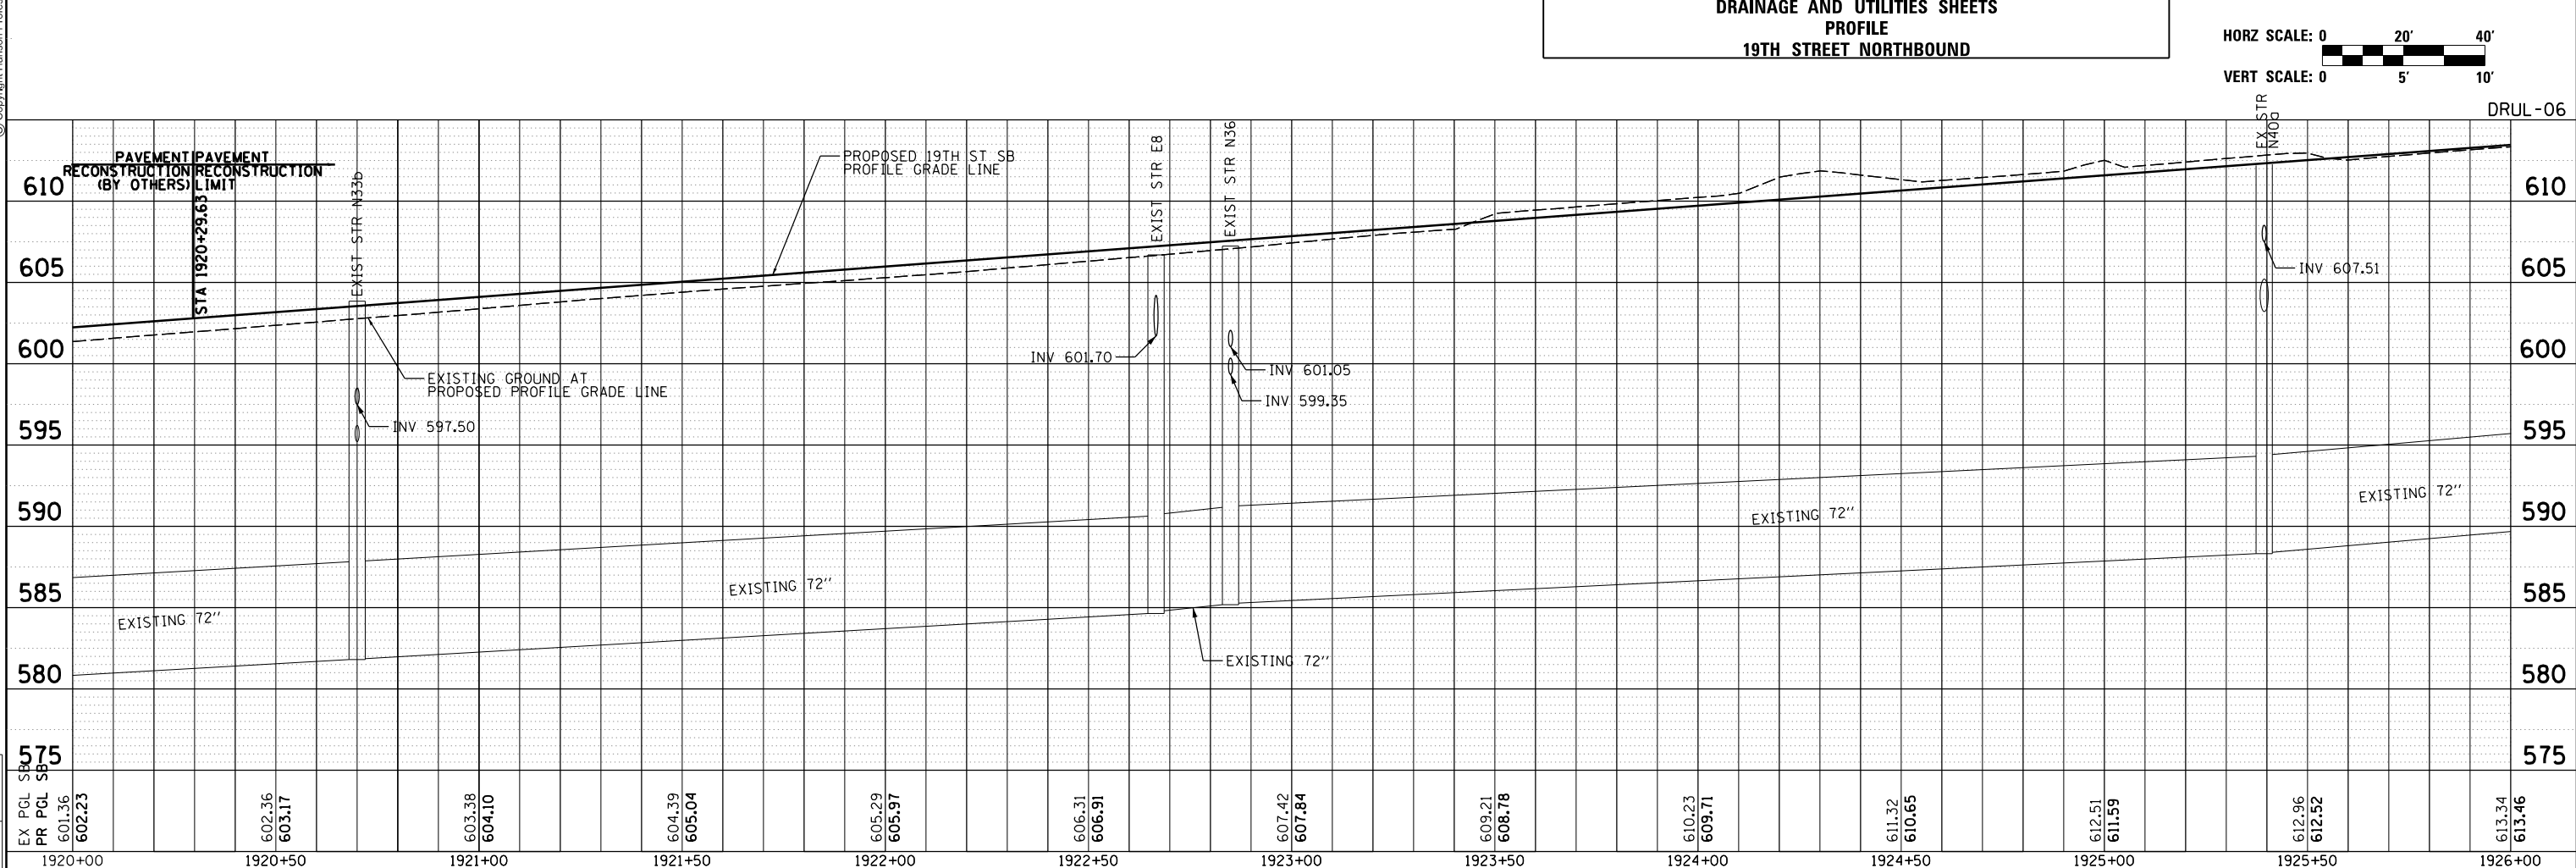 DRAINAGE AND UTILITIES SHEETS
PROFILE
19TH STREET NORTHBOUND
HORZ SCALE: 0 20' 40'
VERT SCALE: 0 5' 10'
DRUL-06
PAVEMENT
RECONSTRUCTION
(BY OTHERS)
PAVEMENT
RECONSTRUCTION
LIMIT
STA 1920+29.63
EXIST STR N33b
PROPOSED 19TH ST SB
PROFILE GRADE LINE
EXIST STR E8
EXIST STR N36
EX STR
N40a
610
605
600
595
590
585
580
575
610
605
600
595
590
585
580
575
INV 607.51
INV 601.70
INV 601.05
INV 599.35
EXISTING GROUND AT
PROPOSED PROFILE GRADE LINE
INV 597.50
EXISTING 72"
EXISTING 72"
EXISTING 72"
EXISTING 72"
EXISTING 72"
EX PGL SB
PR PGL SB
601.36
602.23
602.36
603.17
603.38
604.10
604.39
605.04
605.29
605.97
606.31
606.91
607.42
607.84
609.21
608.78
610.23
609.71
611.32
610.65
612.51
611.59
612.96
612.52
613.34
613.46
1920+00 1920+50 1921+00 1921+50 1922+00 1922+50 1923+00 1923+50 1924+00 1924+50 1925+00 1925+50 1926+00